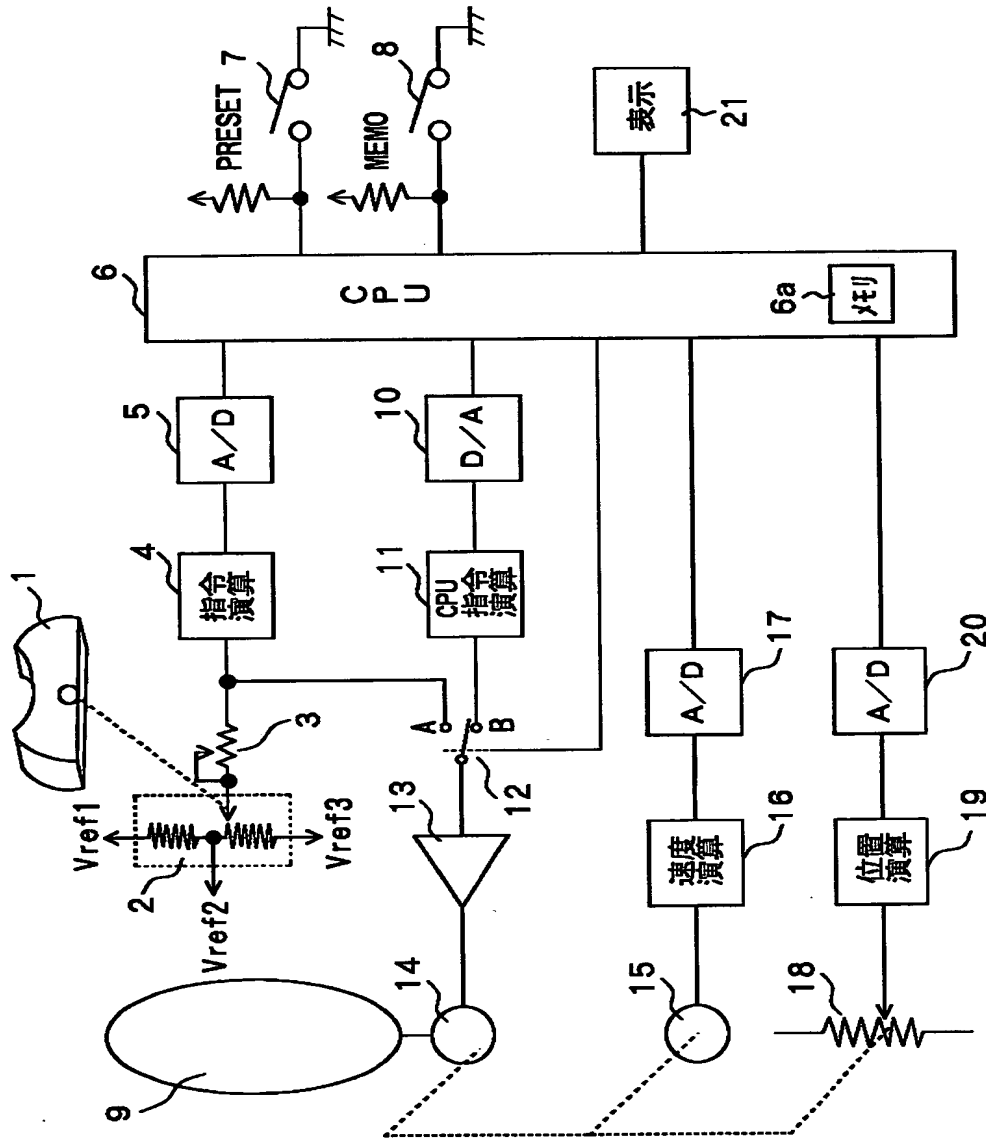 1
Vref1
2
Vref2
Vref3
3
4
指令
演算
5
A/D
6
CPU
PRESET
7
MEMO
8
9
14
13
12
A
B
11
CPU
指令
演算
10
D/A
表示
21
15
16
速度
演算
17
A/D
6a
メモリ
18
19
位置
演算
20
A/D